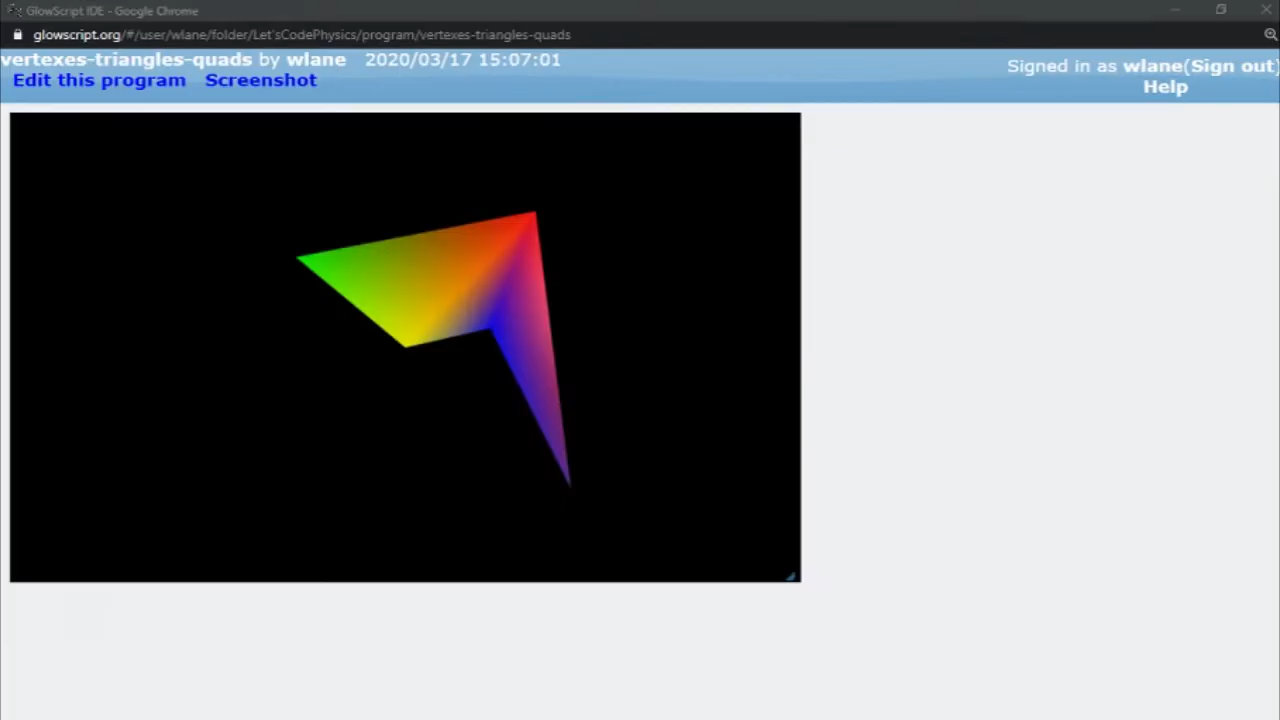 GlowScript IDE - Google Chrome
glowscript.org/#/user/wlane/folder/Let'sCodePhysics/program/vertexes-triangles-quads
vertexes-triangles-quads by wlane 2020/03/17 15:07:01
Signed in as wlane(Sign out)
Edit this program Screenshot
Help